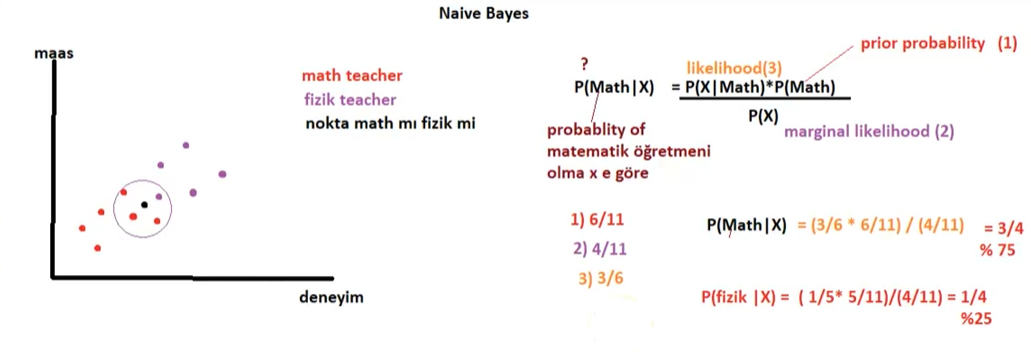 Naive Bayes
maas
math teacher
fizik teacher
nokta math mı fizik mi
deneyim
?
likelihood(3)
prior probability (1)
P(Math|X) = P(X|Math)*P(Math)
P(X)
marginal likelihood (2)
probablity of
matematik öğretmeni
olma x e göre
1) 6/11
2) 4/11
3) 3/6
P(Math|X) = (3/6 * 6/11) / (4/11) = 3/4
% 75
P(fizik |X) = ( 1/5* 5/11)/(4/11) = 1/4
%25